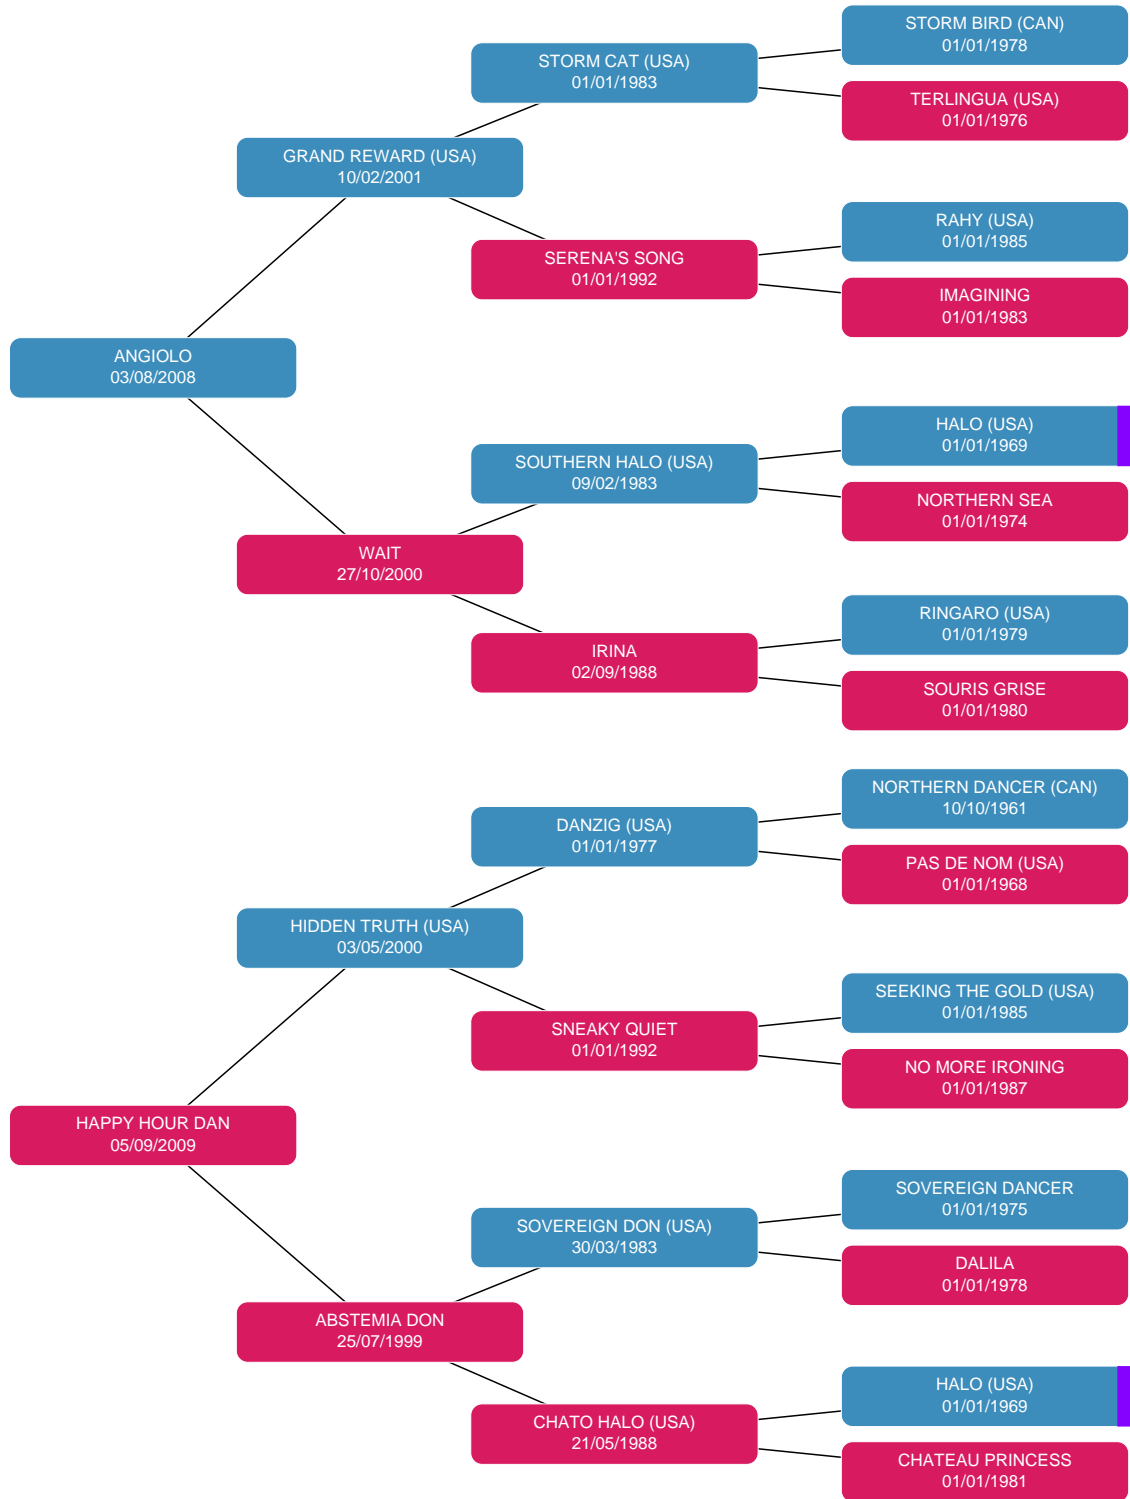 STORM BIRD (CAN)
01/01/1978
STORM CAT (USA)
01/01/1983
TERLINGUA (USA)
01/01/1976
GRAND REWARD (USA)
10/02/2001
RAHY (USA)
01/01/1985
SERENA'S SONG
01/01/1992
IMAGINING
01/01/1983
ANGIOLO
03/08/2008
HALO (USA)
01/01/1969
SOUTHERN HALO (USA)
09/02/1983
NORTHERN SEA
01/01/1974
WAIT
27/10/2000
RINGARO (USA)
01/01/1979
IRINA
02/09/1988
SOURIS GRISE
01/01/1980
NORTHERN DANCER (CAN)
10/10/1961
DANZIG (USA)
01/01/1977
PAS DE NOM (USA)
01/01/1968
HIDDEN TRUTH (USA)
03/05/2000
SEEKING THE GOLD (USA)
01/01/1985
SNEAKY QUIET
01/01/1992
NO MORE IRONING
01/01/1987
HAPPY HOUR DAN
05/09/2009
SOVEREIGN DANCER
01/01/1975
SOVEREIGN DON (USA)
30/03/1983
DALILA
01/01/1978
ABSTEMIA DON
25/07/1999
HALO (USA)
01/01/1969
CHATO HALO (USA)
21/05/1988
CHATEAU PRINCESS
01/01/1981